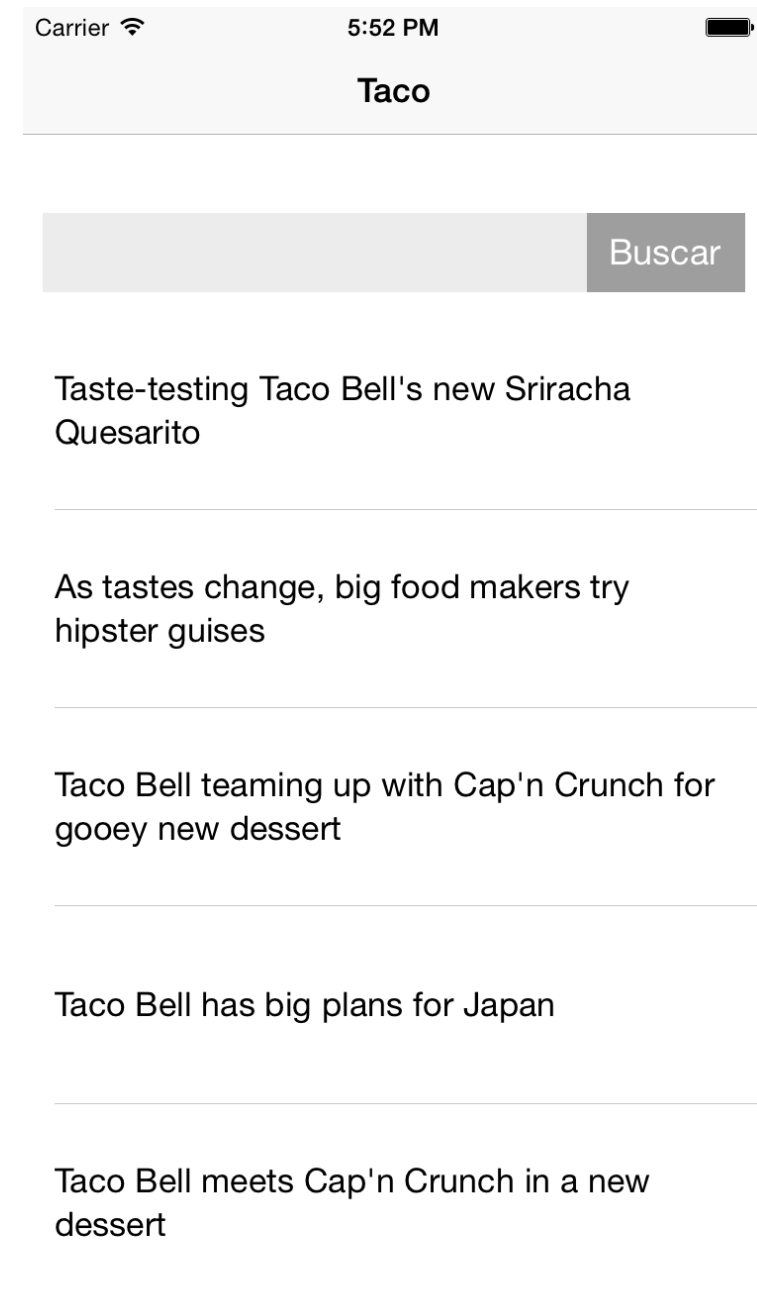 Carrier 5:52 PM
Taco
Buscar
Taste-testing Taco Bell's new Sriracha
Quesarito
As tastes change, big food makers try
hipster guises
Taco Bell teaming up with Cap'n Crunch for
gooey new dessert
Taco Bell has big plans for Japan
Taco Bell meets Cap'n Crunch in a new
dessert